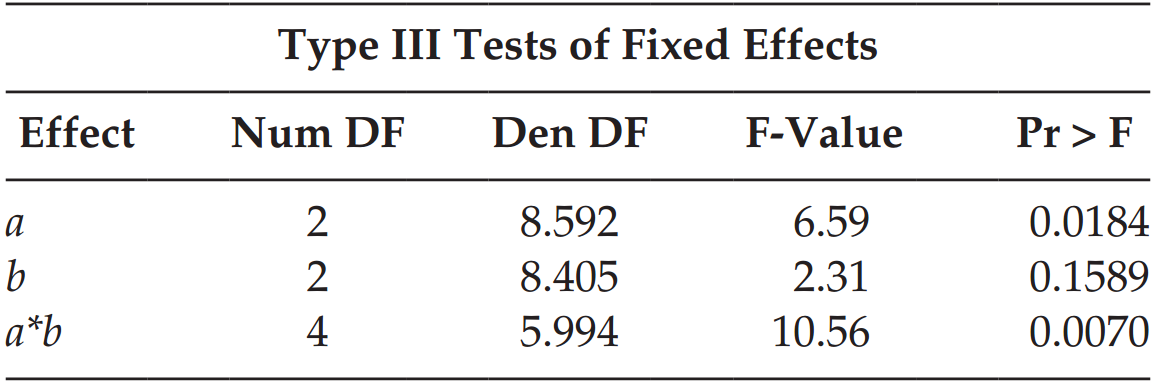 Type III Tests of Fixed Effects
Effect Num DF Den DF F-Value Pr > F
a 2 8.592 6.59 0.0184
b 2 8.405 2.31 0.1589
a*b 4 5.994 10.56 0.0070